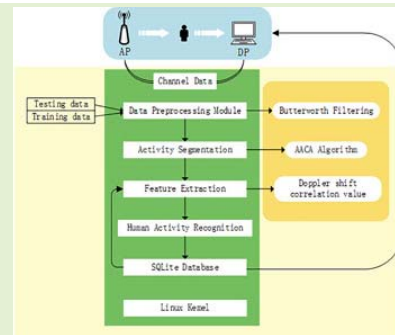 AP
DP
Channel Data
Testing data
Training data
Data Preprocessing Module
Butterworth Filtering
Activity Segmentation
AACA Algorithm
Feature Extraction
Doppler shift
correlation value
Human Activity Recognition
SQLite Database
Linux Kemel